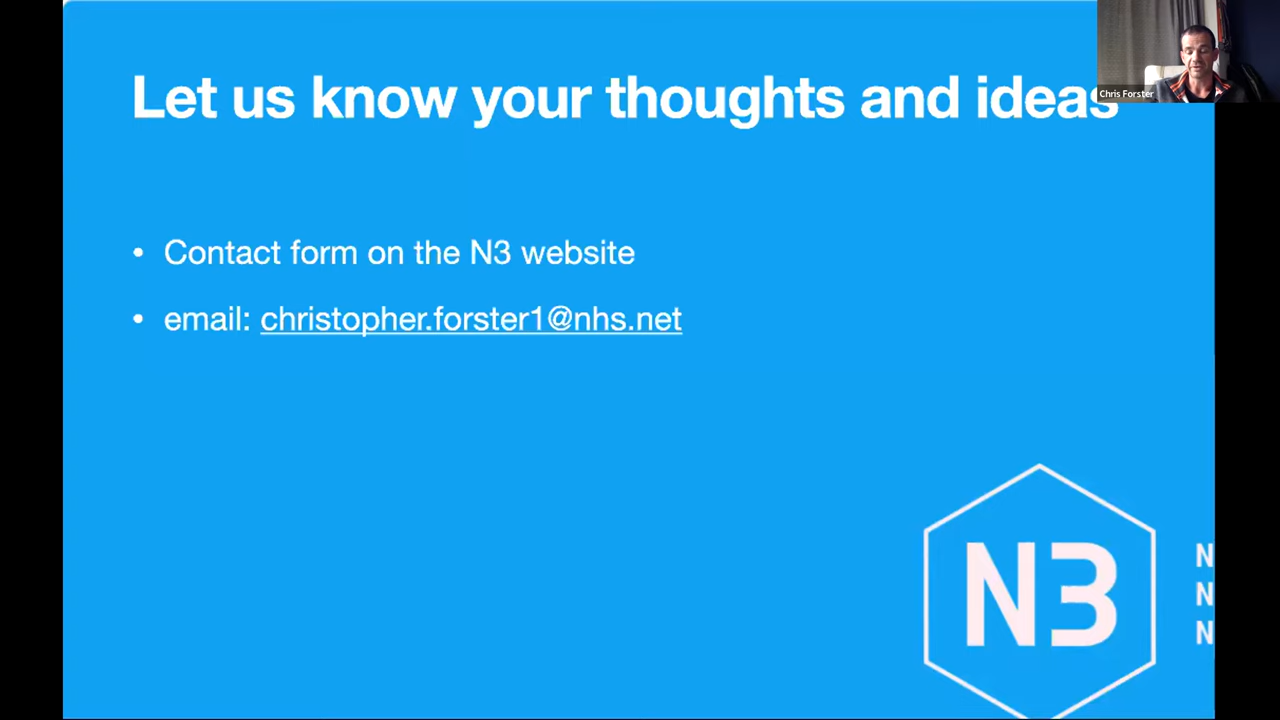 Let us know your thoughts and ideas
Chris Forster
• Contact form on the N3 website
• email: christopher.forster1@nhs.net
N3
N
N
N